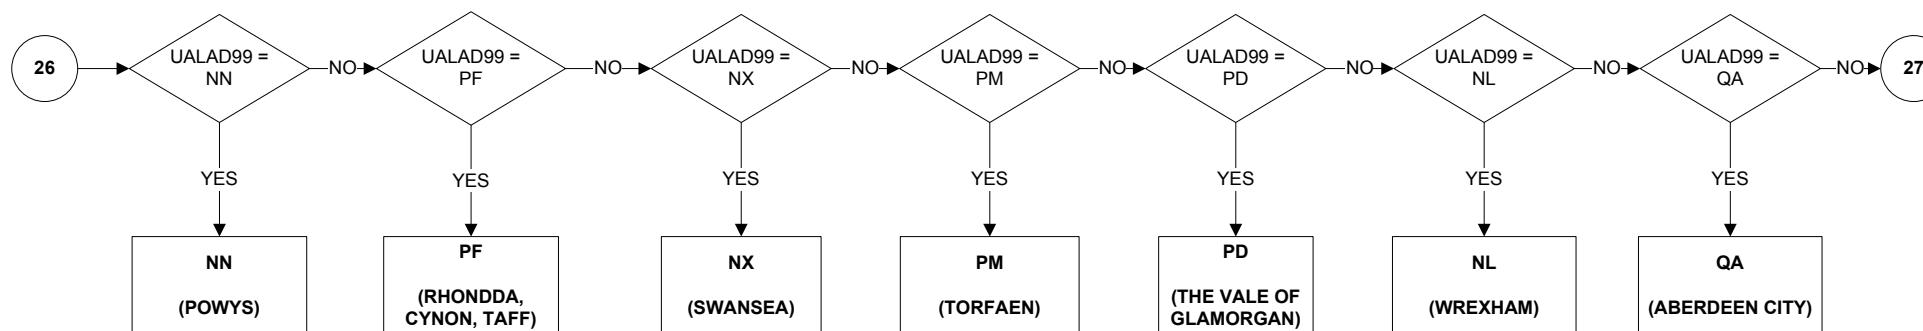 26
UALAD99 =
NN
NO
UALAD99 =
PF
NO
UALAD99 =
NX
NO
UALAD99 =
PM
NO
UALAD99 =
PD
NO
UALAD99 =
NL
NO
UALAD99 =
QA
NO
27
YES
YES
YES
YES
YES
YES
YES
NN
(POWYS)
PF
(RHONDDA,
CYNON, TAFF)
NX
(SWANSEA)
PM
(TORFAEN)
PD
(THE VALE OF
GLAMORGAN)
NL
(WREXHAM)
QA
(ABERDEEN CITY)